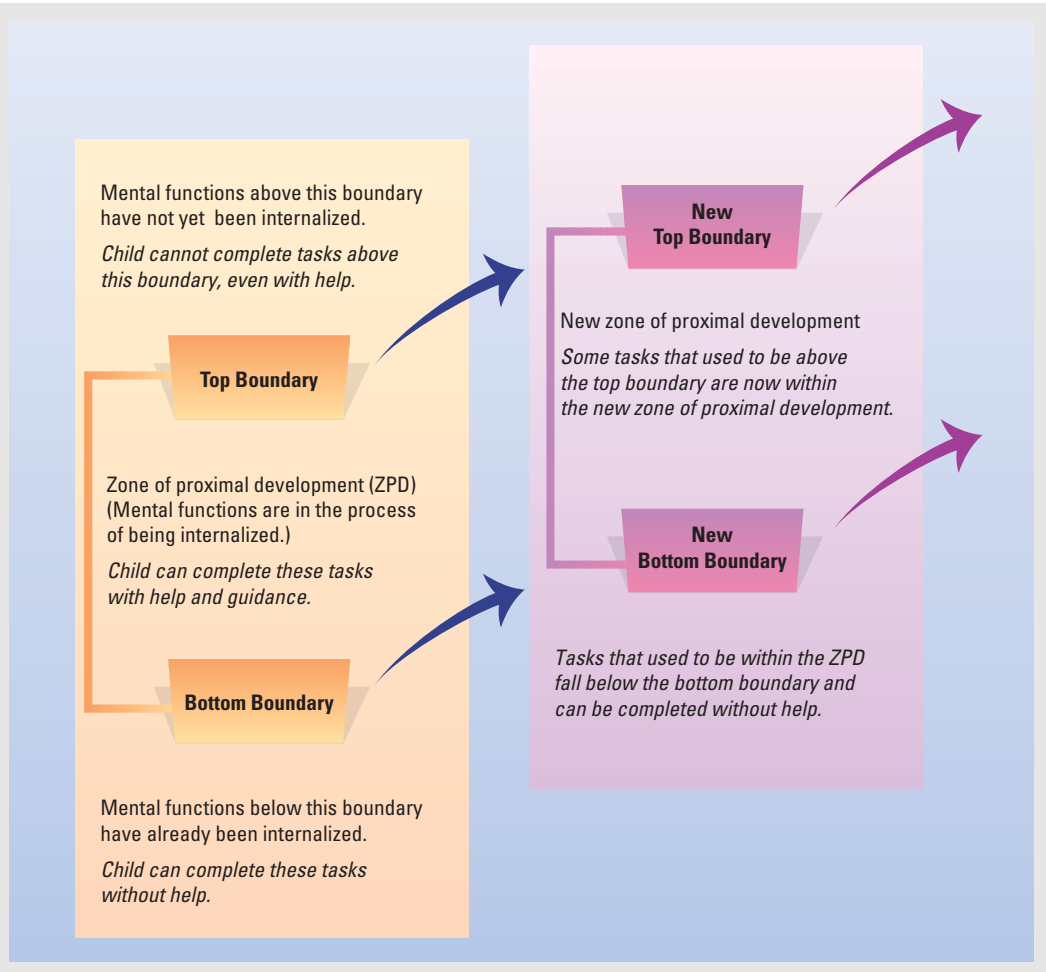 Mental functions above this boundary
have not yet been internalized.
Child cannot complete tasks above
this boundary, even with help.
Top Boundary
Zone of proximal development (ZPD)
(Mental functions are in the process
of being internalized.)
Child can complete these tasks
with help and guidance.
Bottom Boundary
Mental functions below this boundary
have already been internalized.
Child can complete these tasks
without help.
New
Top Boundary
New zone of proximal development
Some tasks that used to be above
the top boundary are now within
the new zone of proximal development.
New
Bottom Boundary
Tasks that used to be within the ZPD
fall below the bottom boundary and
can be completed without help.